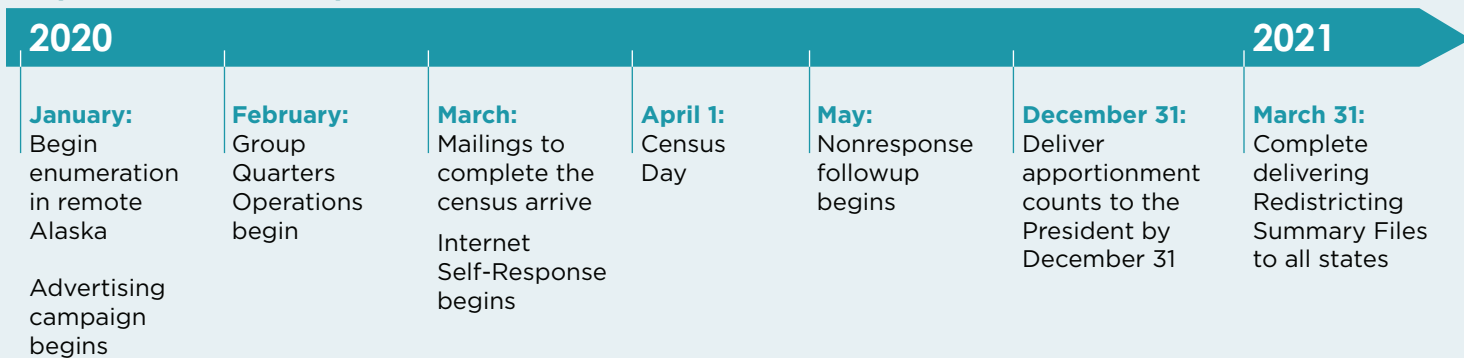 2020
2021
January:
Begin
enumeration
in remote
Alaska
Advertising
campaign
begins
February:
Group
Quarters
Operations
begin
March:
Mailings to
complete the
census arrive
Internet
Self-Response
begins
April 1:
Census
Day
May:
Nonresponse
followup
begins
December 31:
Deliver
apportionment
counts to the
President by
December 31
March 31:
Complete
delivering
Redistricting
Summary Files
to all states